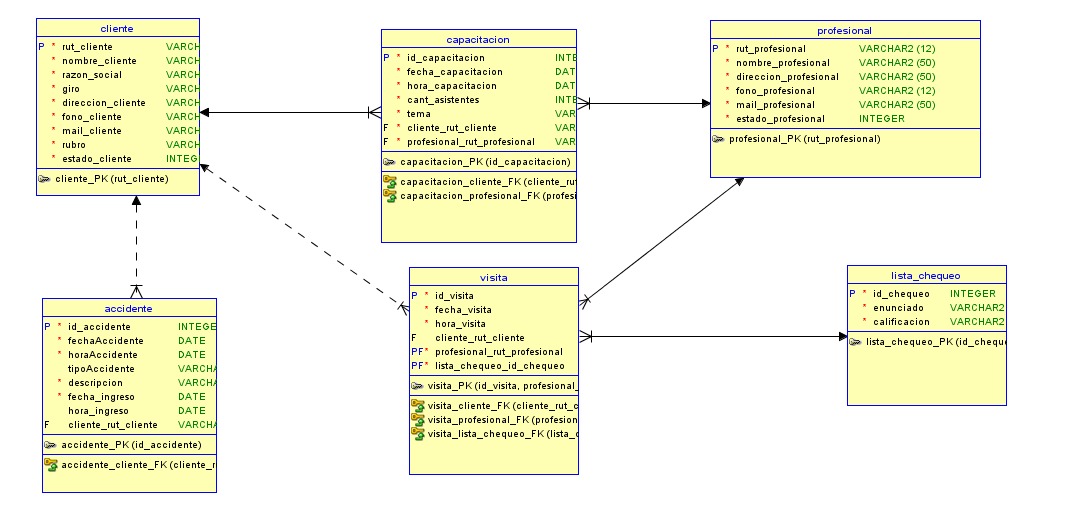 cliente
P * rut_cliente VARCH
* nombre_cliente VARCH
* razon_social VARCH
* giro VARCH
* direccion_cliente VARCH
* fono_cliente VARCH
* mail_cliente VARCH
* rubro VARCH
* estado_cliente INTEG
cliente_PK (rut_cliente)
capacitacion
P * id_capacitacion INTE
* fecha_capacitacion DAT
* hora_capacitacion DAT
* cant_asistentes INTE
* tema VAR
F * cliente_rut_cliente VAR
F * profesional_rut_profesional VAR
capacitacion_PK (id_capacitacion)
capacitacion_cliente_FK (cliente_ru
capacitacion_profesional_FK (profesi
profesional
P * rut_profesional VARCHAR2 (12)
* nombre_profesional VARCHAR2 (50)
* direccion_profesional VARCHAR2 (50)
* fono_profesional VARCHAR2 (12)
* mail_profesional VARCHAR2 (50)
* estado_profesional INTEGER
profesional_PK (rut_profesional)
accidente
P * id_accidente INTEGE
* fechaAccidente DATE
* horaAccidente DATE
tipoAccidente VARCHA
* descripcion VARCHA
* fecha_ingreso DATE
hora_ingreso DATE
F cliente_rut_cliente VARCHA
accidente_PK (id_accidente)
accidente_cliente_FK (cliente_r
visita
P * id_visita
* fecha_visita
* hora_visita
F cliente_rut_cliente
PF* profesional_rut_profesional
PF* lista_chequeo_id_chequeo
visita_PK (id_visita, profesional_
visita_cliente_FK (cliente_rut_c
visita_profesional_FK (profesion
visita_lista_chequeo_FK (lista_c
lista_chequeo
P * id_chequeo INTEGER
* enunciado VARCHAR2
* calificacion VARCHAR2
lista_chequeo_PK (id_cheque